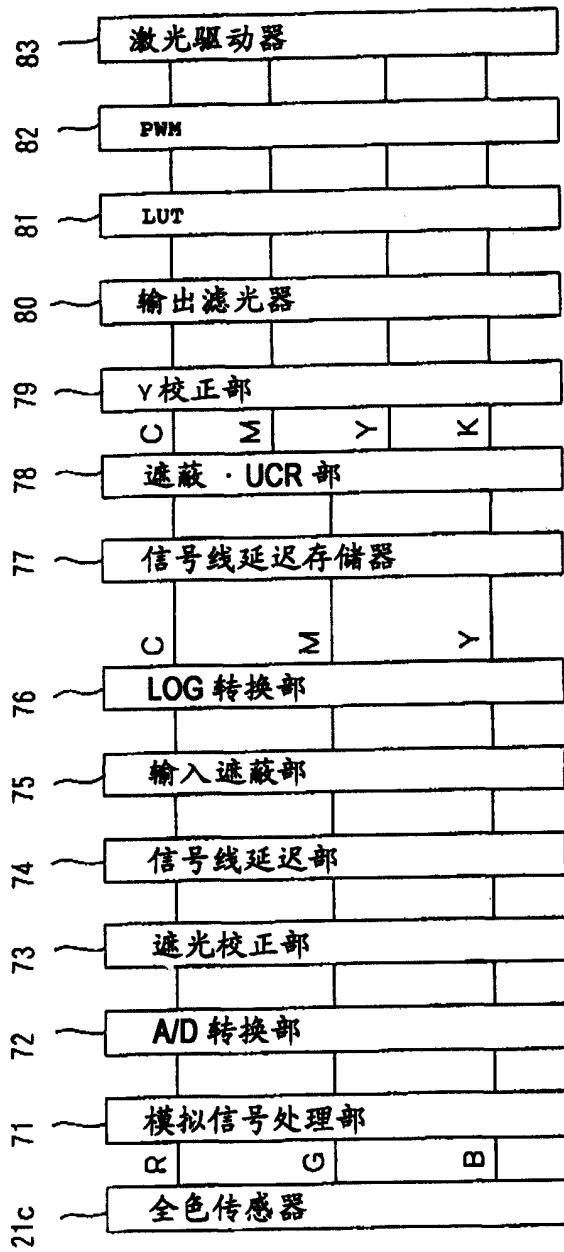 83 激光驱动器
82 PWM
81 LUT
80 输出滤光器
79 γ校正部
C M Y K
78 遮蔽·UCR部
77 信号线延迟存储器
C M Y
76 LOG转换部
75 输入遮蔽部
74 信号线延迟部
73 遮光校正部
72 A/D转换部
71 模拟信号处理部
R G B
21c 全色传感器